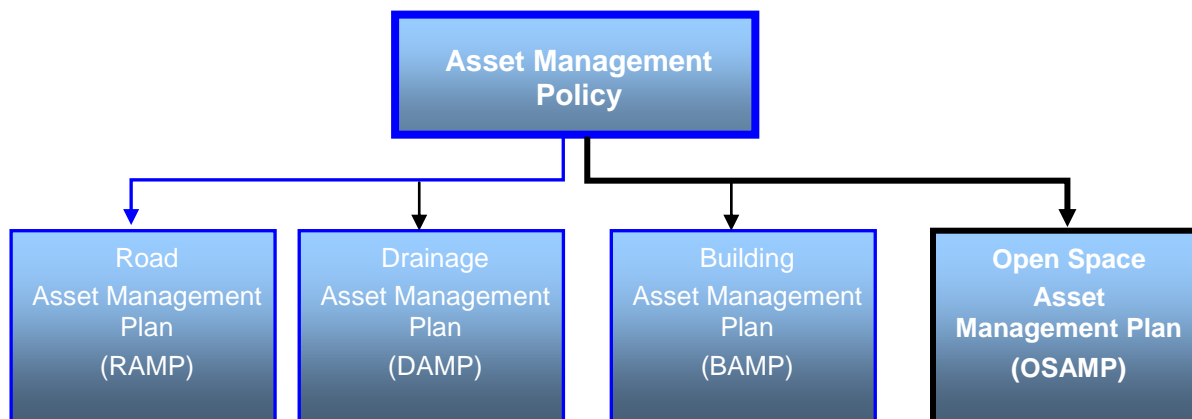 Asset Management
Policy
Road
Asset Management
Plan
(RAMP)
Drainage
Asset Management
Plan
(DAMP)
Building
Asset Management
Plan
(BAMP)
Open Space
Asset
Management Plan
(OSAMP)